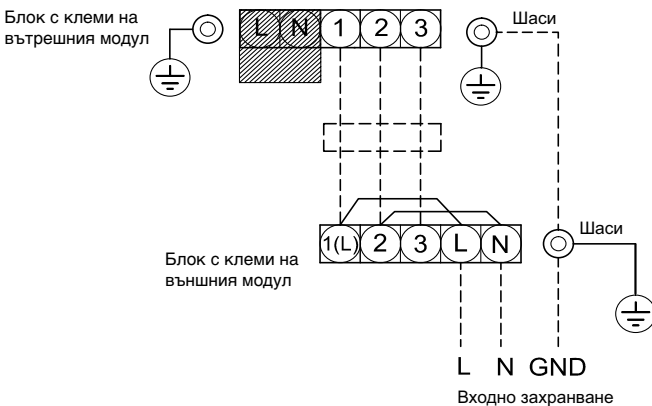 Блок с клеми на
вътрешния модул
L N 1 2 3
Шаси
1(L) 2 3 L N
Шаси
Блок с клеми на
външния модул
L N GND
Входно захранване